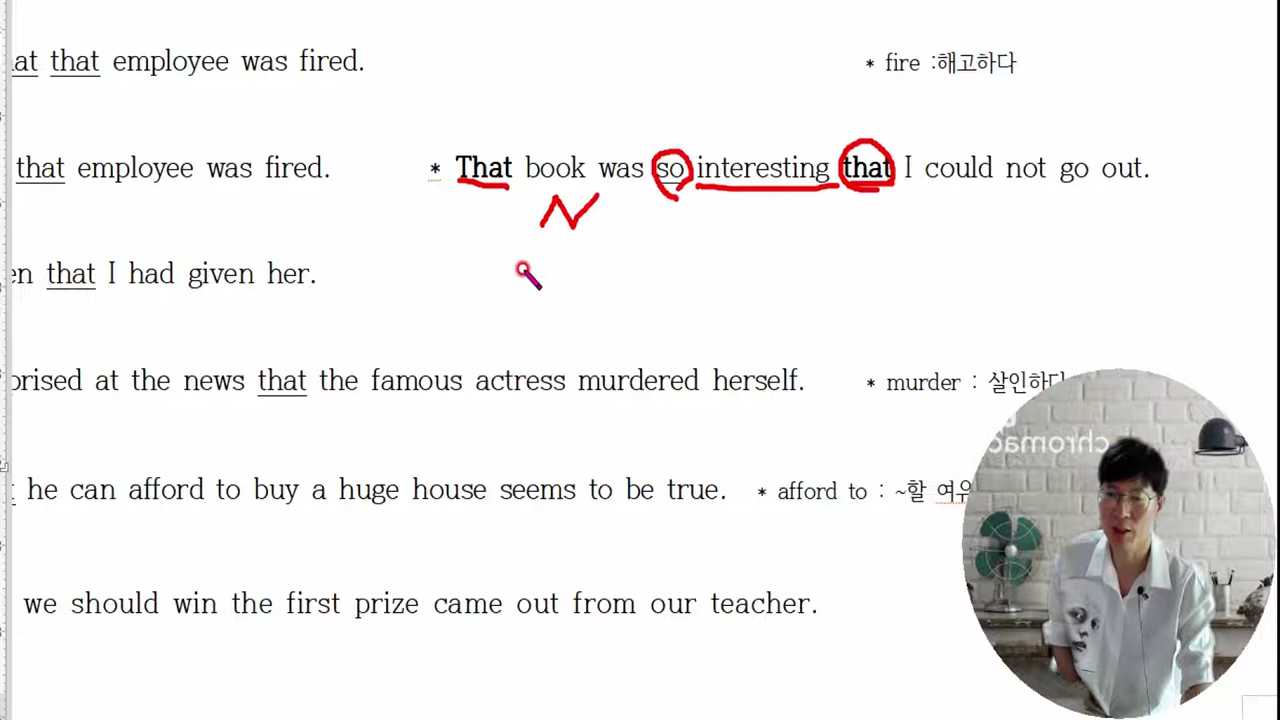 that employee was fired. * fire :해고하다
that employee was fired. * That book was so interesting that I could not go out.
N
that I had given her.
at the news that the famous actress murdered herself. * murder : 살인하다
he can afford to buy a huge house seems to be true. * afford to : ~할
we should win the first prize came out from our teacher.